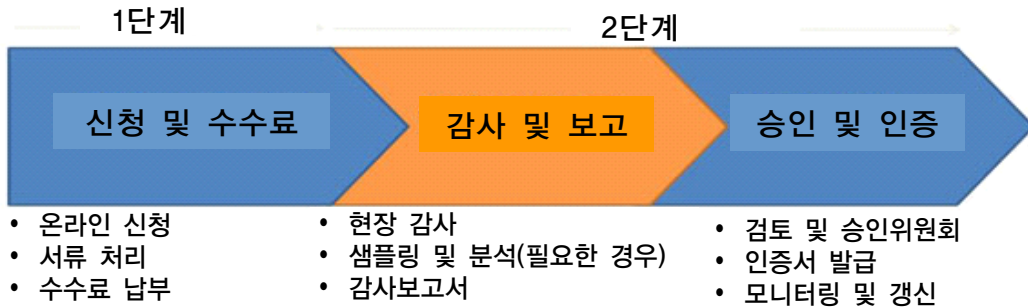 1단계
2단계
신청 및 수수료
감사 및 보고
승인 및 인증
• 온라인 신청
• 서류 처리
• 수수료 납부
• 현장 감사
• 샘플링 및 분석(필요한 경우)
• 감사보고서
• 검토 및 승인위원회
• 인증서 발급
• 모니터링 및 갱신